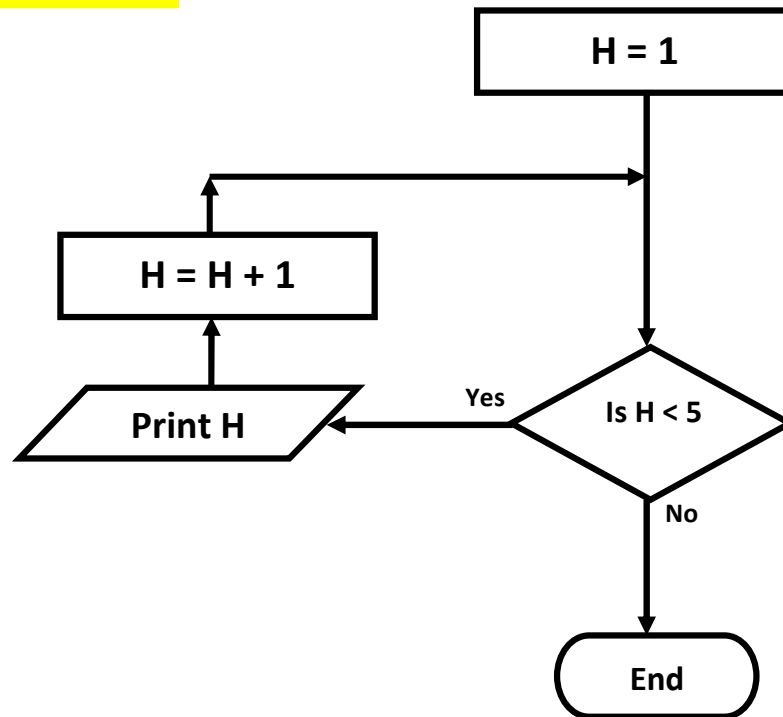 H = 1
H = H + 1
Print H
Yes
Is H < 5
No
End